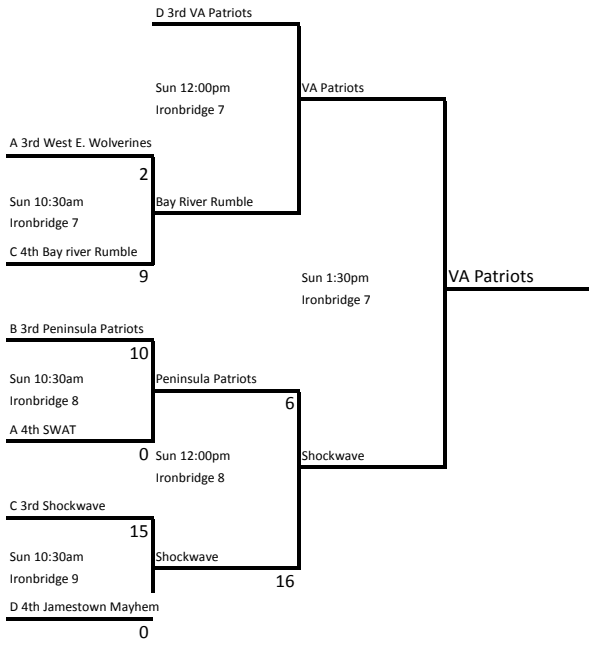 D 3rd VA Patriots
Sun 12:00pm
Ironbridge 7
VA Patriots
A 3rd West E. Wolverines
2
Sun 10:30am
Ironbridge 7
Bay River Rumble
C 4th Bay river Rumble
9
Sun 1:30pm
Ironbridge 7
VA Patriots
B 3rd Peninsula Patriots
10
Sun 10:30am
Ironbridge 8
Peninsula Patriots
6
A 4th SWAT
0
Sun 12:00pm
Ironbridge 8
Shockwave
C 3rd Shockwave
15
Sun 10:30am
Ironbridge 9
Shockwave
16
D 4th Jamestown Mayhem
0